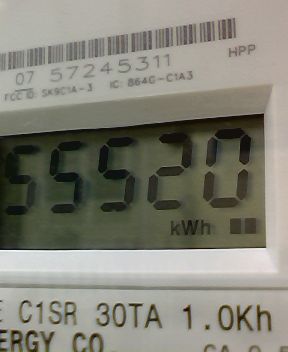 HPP
07 57245311
FCC ID: SK9C1A-3 IC: 864G-C1A3
55520
kWh
E C1SR 30TA 1.0Kh
ERGY CO